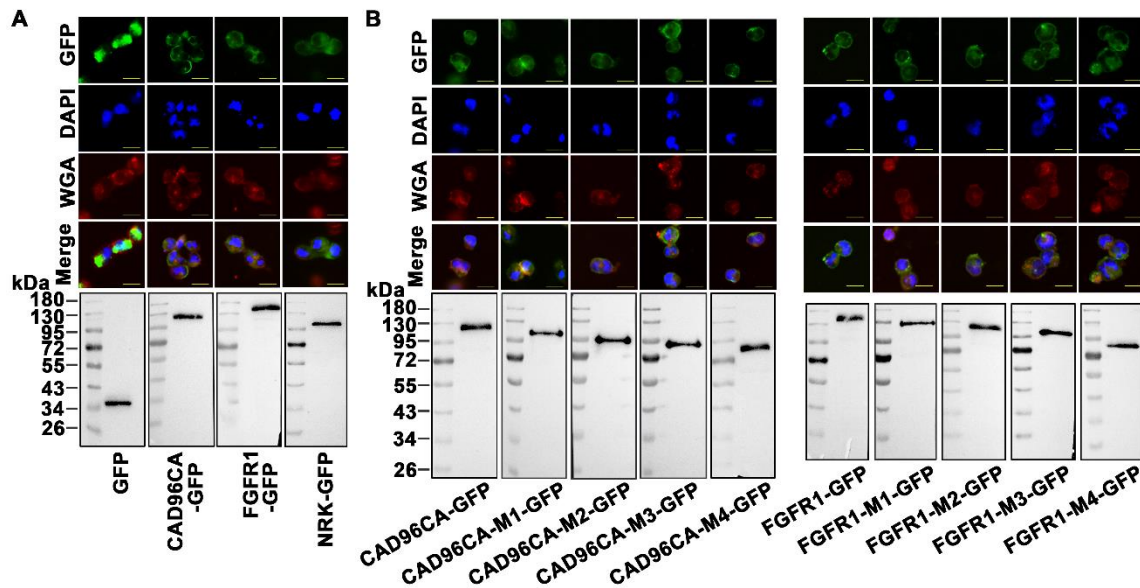 A
B
GFP
DAPI
WGA
Merge
kDa
180
130
95
72
55
43
34
26
GFP
CAD96CA
-GFP
FGFR1
-GFP
NRK-GFP
GFP
DAPI
WGA
Merge
kDa
180
130
95
72
55
43
34
26
CAD96CA-GFP
CAD96CA-M1-GFP
CAD96CA-M2-GFP
CAD96CA-M3-GFP
CAD96CA-M4-GFP
FGFR1-GFP
FGFR1-M1-GFP
FGFR1-M2-GFP
FGFR1-M3-GFP
FGFR1-M4-GFP